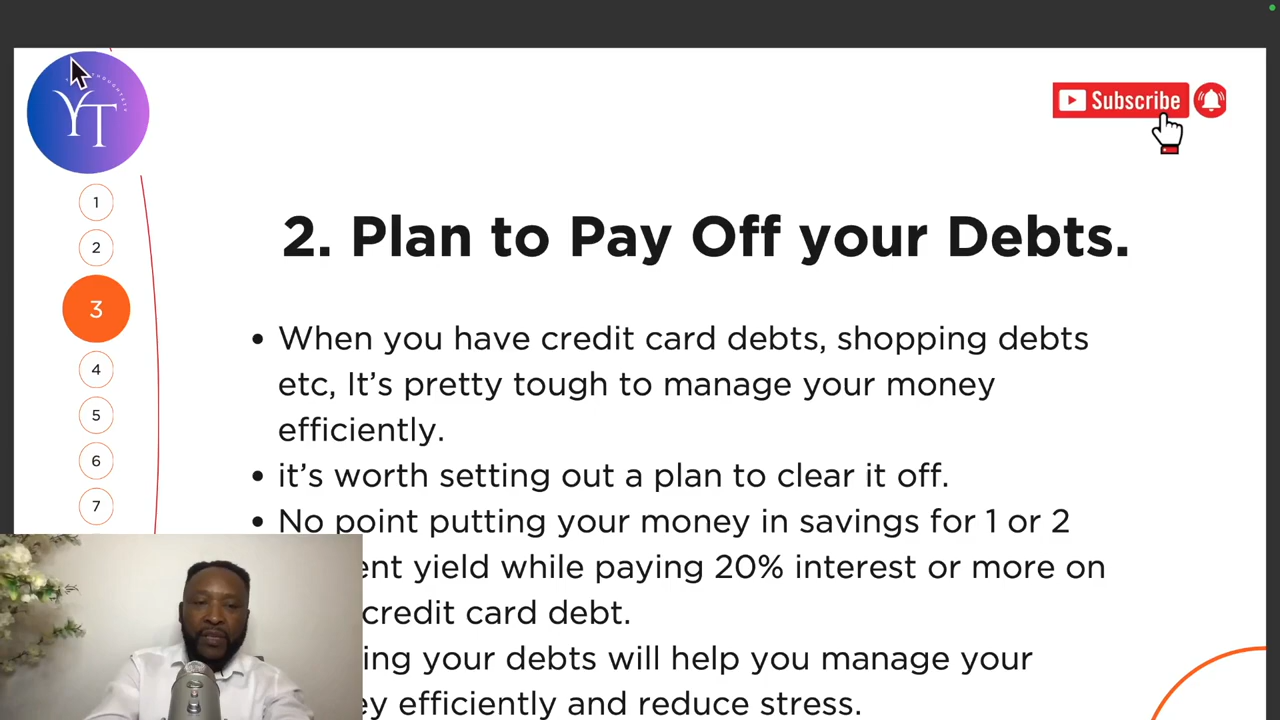 YT
Subscribe
1
2
3
4
5
6
7
2. Plan to Pay Off your Debts.
• When you have credit card debts, shopping debts
etc, It’s pretty tough to manage your money
efficiently.
• it’s worth setting out a plan to clear it off.
• No point putting your money in savings for 1 or 2
ent yield while paying 20% interest or more on
credit card debt.
ing your debts will help you manage your
ey efficiently and reduce stress.